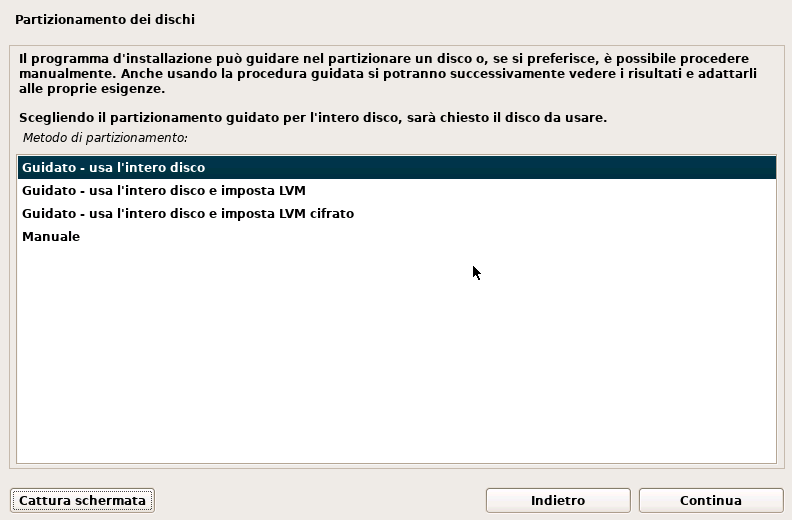 Partizionamento dei dischi
Il programma d'installazione può guidare nel partizionare un disco o, se si preferisce, è possibile procedere
manualmente. Anche usando la procedura guidata si potranno successivamente vedere i risultati e adattarli
alle proprie esigenze.
Scegliendo il partizionamento guidato per l'intero disco, sarà chiesto il disco da usare.
Metodo di partizionamento:
Guidato - usa l'intero disco
Guidato - usa l'intero disco e imposta LVM
Guidato - usa l'intero disco e imposta LVM cifrato
Manuale
Cattura schermata
Indietro
Continua